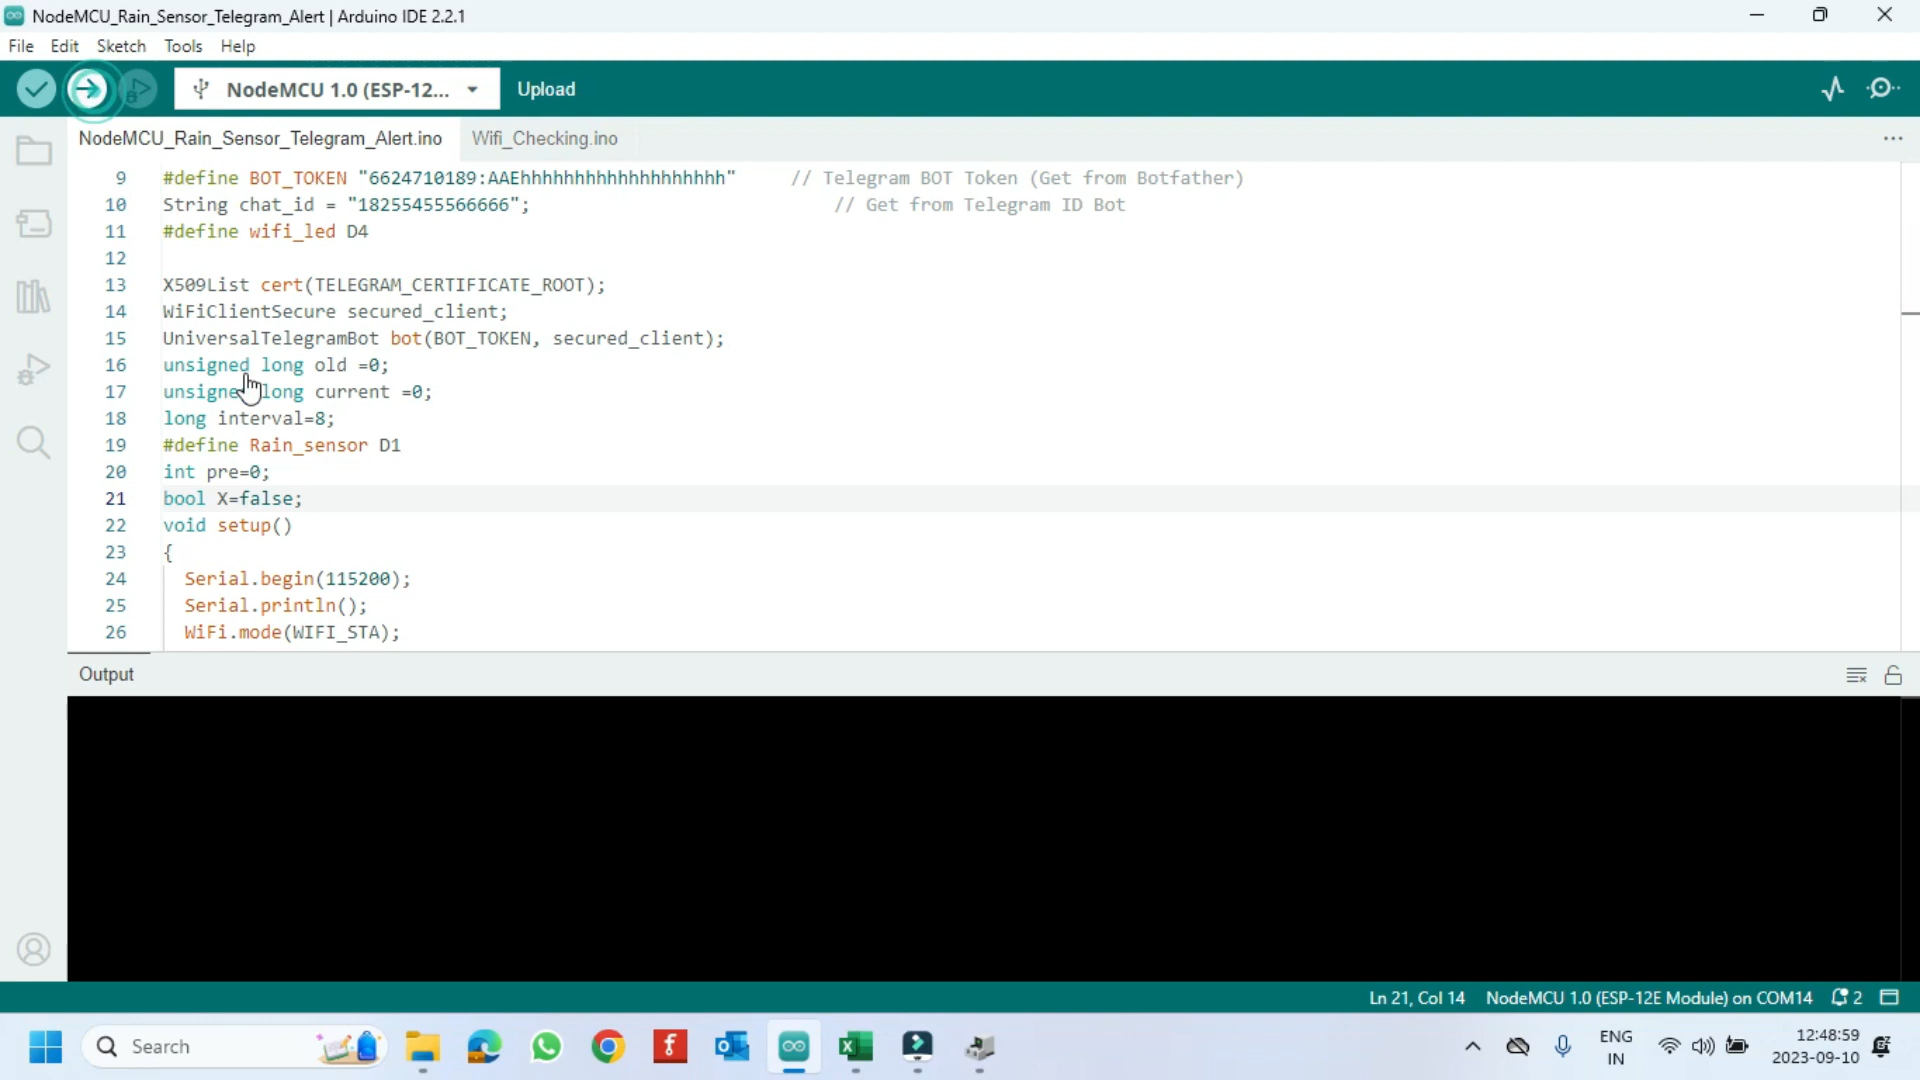 NodeMCU_Rain_Sensor_Telegram_Alert | Arduino IDE 2.2.1
File Edit Sketch Tools Help
NodeMCU 1.0 (ESP-12... Upload
NodeMCU_Rain_Sensor_Telegram_Alert.ino Wifi_Checking.ino
9 #define BOT_TOKEN "6624710189:AAEhhhhhhhhhhhhhhhhhhh" // Telegram BOT Token (Get from Botfather)
10 String chat_id = "18255455566666"; // Get from Telegram ID Bot
11 #define wifi_led D4
12
13 X509List cert(TELEGRAM_CERTIFICATE_ROOT);
14 WiFiClientSecure secured_client;
15 UniversalTelegramBot bot(BOT_TOKEN, secured_client);
16 unsigned long old =0;
17 unsigned long current =0;
18 long interval=8;
19 #define Rain_sensor D1
20 int pre=0;
21 bool X=false;
22 void setup()
23 {
24 Serial.begin(115200);
25 Serial.println();
26 WiFi.mode(WIFI_STA);
Output
Ln 21, Col 14 NodeMCU 1.0 (ESP-12E Module) on COM14 2
Search
ENG
IN
12:48:59
2023-09-10